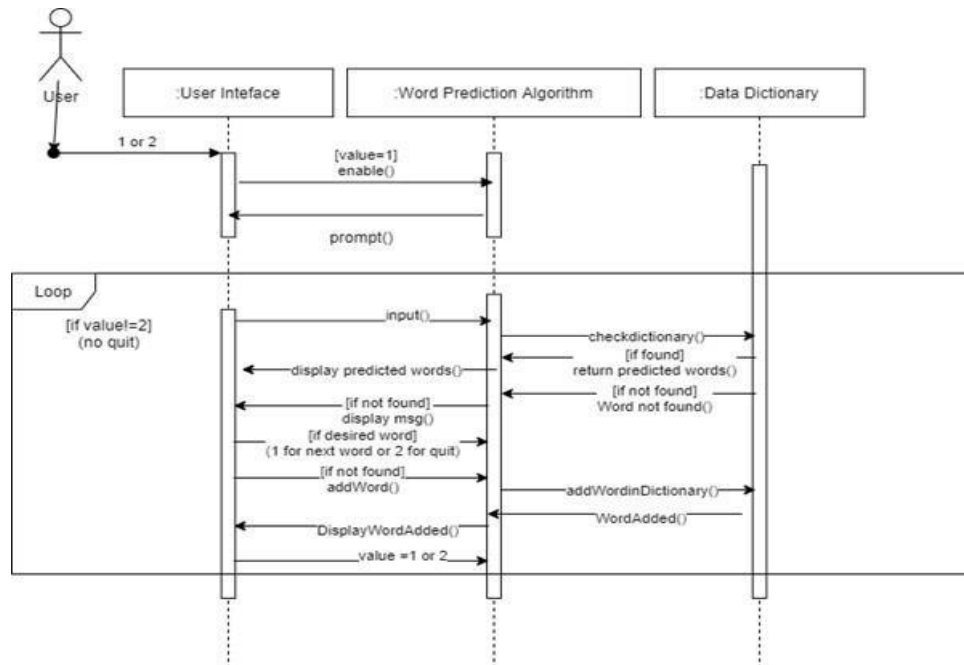 User
:User Inteface
:Word Prediction Algorithm
:Data Dictionary
1 or 2
[value=1]
enable()
prompt()
Loop
[if value!=2]
(no quit)
input()
checkdictionary()
[if found]
return predicted words()
display predicted words()
[if not found]
Word not found()
[if not found]
display msg()
[if desired word]
(1 for next word or 2 for quit)
[if not found]
addWord()
addWordinDictionary()
WordAdded()
DisplayWordAdded()
value =1 or 2